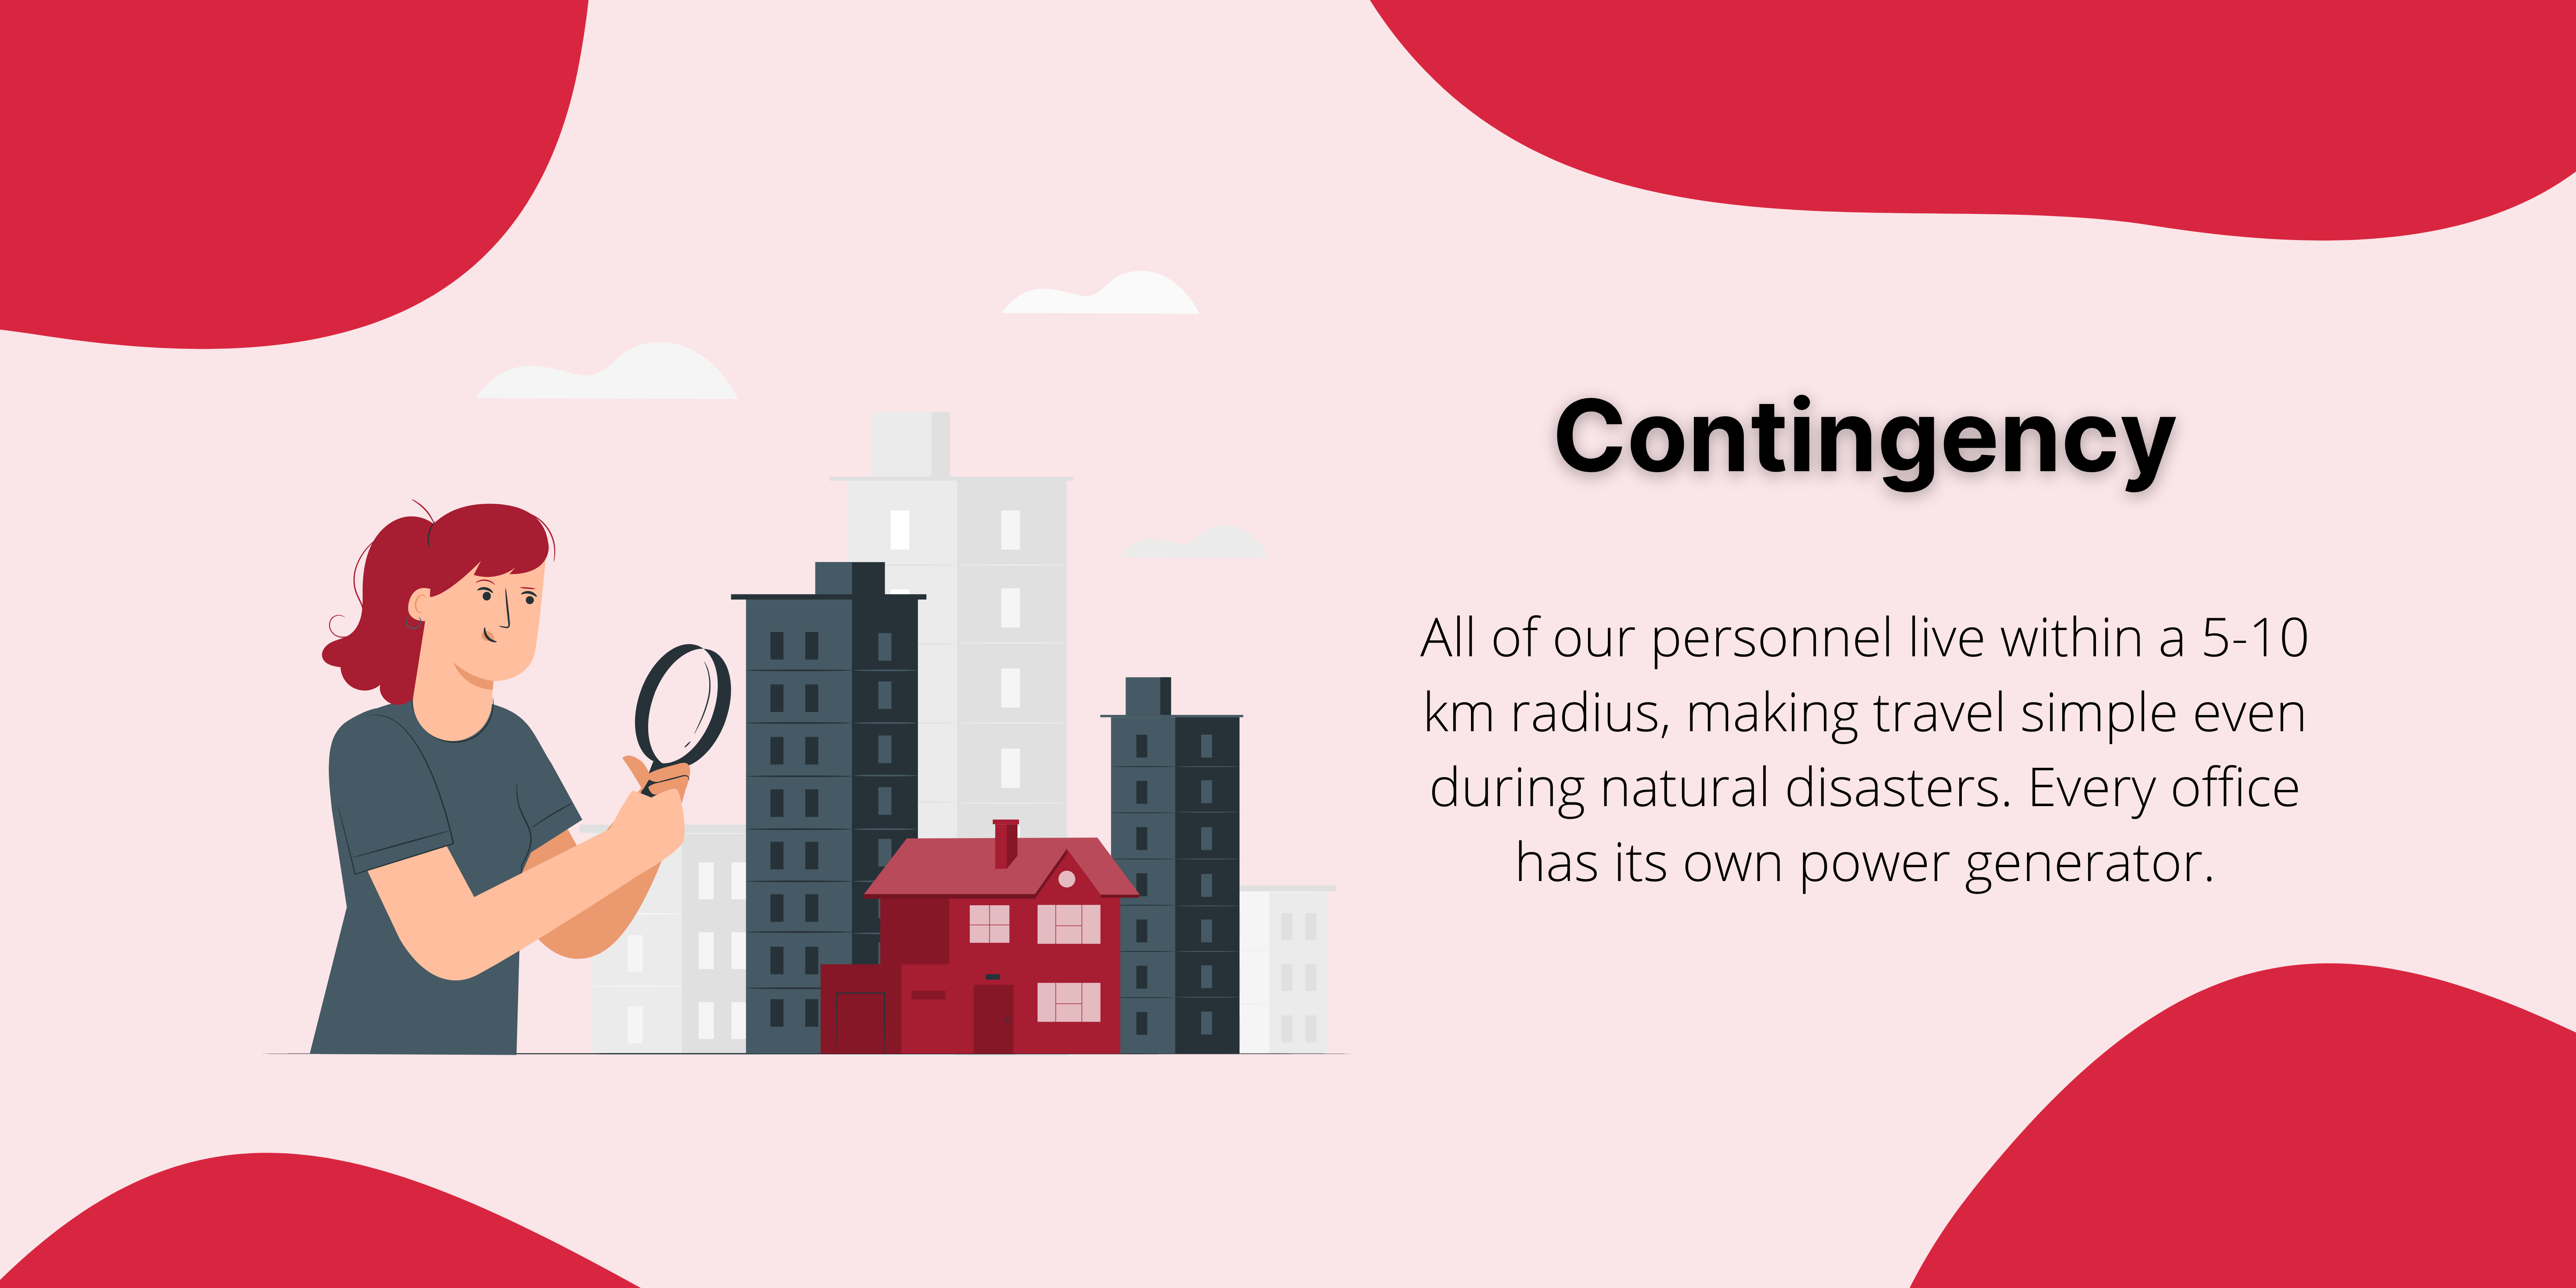 Contingency
All of our personnel live within a 5-10
km radius, making travel simple even
during natural disasters. Every office
has its own power generator.